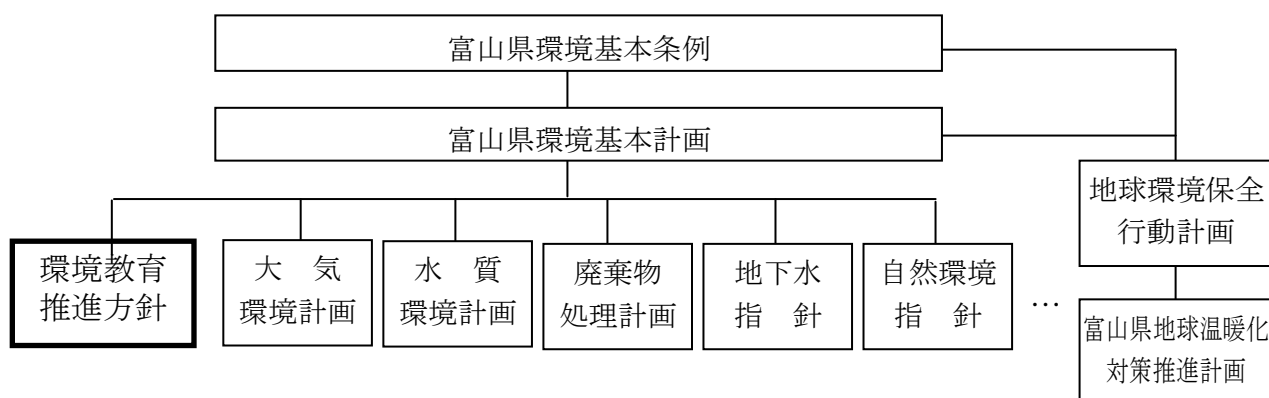 富山県環境基本条例
富山県環境基本計画
地球環境保全
行動計画
環境教育
推進方針
大　気
環境計画
水　質
環境計画
廃棄物
処理計画
地下水
指　針
自然環境
指　針
…
富山県地球温暖化
対策推進計画